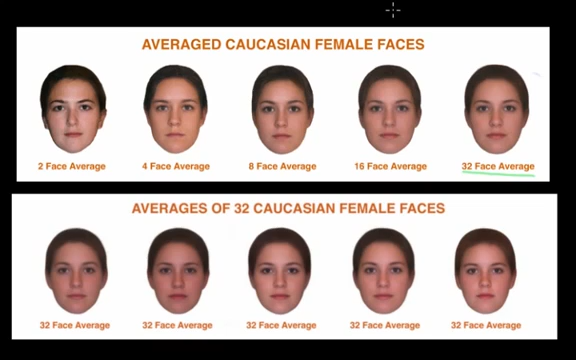 AVERAGED CAUCASIAN FEMALE FACES
2 Face Average 4 Face Average 8 Face Average 16 Face Average 32 Face Average
AVERAGES OF 32 CAUCASIAN FEMALE FACES
32 Face Average 32 Face Average 32 Face Average 32 Face Average 32 Face Average